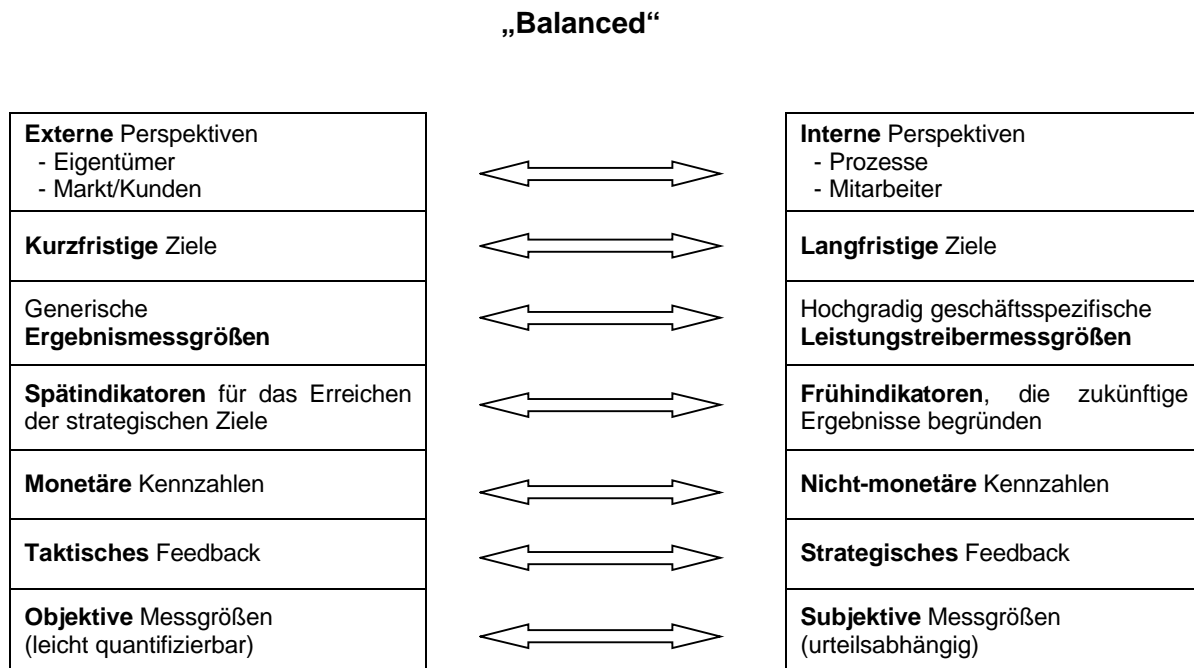 „Balanced“
Externe Perspektiven
- Eigentümer
- Markt/Kunden
Interne Perspektiven
- Prozesse
- Mitarbeiter
Kurzfristige Ziele
Langfristige Ziele
Generische
Ergebnismessgrößen
Hochgradig geschäftsspezifische
Leistungstreibermessgrößen
Spätindikatoren für das Erreichen
der strategischen Ziele
Frühindikatoren, die zukünftige
Ergebnisse begründen
Monetäre Kennzahlen
Nicht-monetäre Kennzahlen
Taktisches Feedback
Strategisches Feedback
Objektive Messgrößen
(leicht quantifizierbar)
Subjektive Messgrößen
(urteilsabhängig)